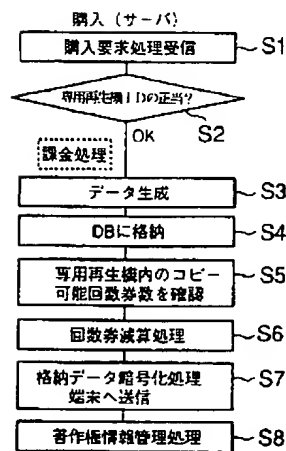 購入（サーバ）
購入要求処理受信
S1
専用再生機IDの正当？
S2
OK
課金処理
データ生成
S3
DBに格納
S4
専用再生機内のコピー
可能回数券数を確認
S5
回数券減算処理
S6
格納データ暗号化処理
端末へ送信
S7
著作権情報管理処理
S8